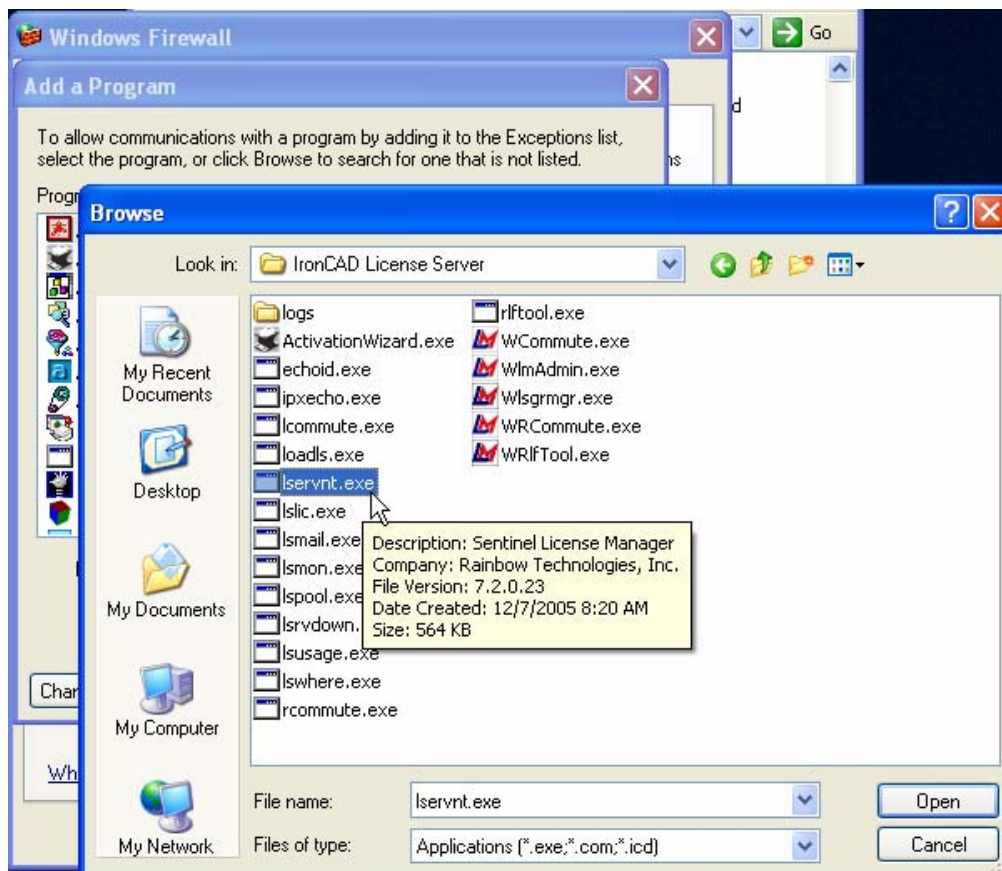 Windows Firewall
Go
Add a Program
d
To allow communications with a program by adding it to the Exceptions list,
select the program, or click Browse to search for one that is not listed.
ns
Progr
Browse
Look in:
IronCAD License Server
My Recent
Documents
Desktop
My Documents
My Computer
My Network
logs
ActivationWizard.exe
echoid.exe
ipxecho.exe
lcommute.exe
loadls.exe
lservnt.exe
lslic.exe
lsmail.exe
lsmon.exe
lspool.exe
lsrvdown.
lsusage.exe
lswhere.exe
rcommute.exe
rlftool.exe
WCommute.exe
WlmAdmin.exe
Wlsgrmgr.exe
WRCommute.exe
WRlfTool.exe
Description: Sentinel License Manager
Company: Rainbow Technologies, Inc.
File Version: 7.2.0.23
Date Created: 12/7/2005 8:20 AM
Size: 564 KB
Char
Wh
File name:
lservnt.exe
Open
Files of type:
Applications (*.exe;*.com;*.icd)
Cancel